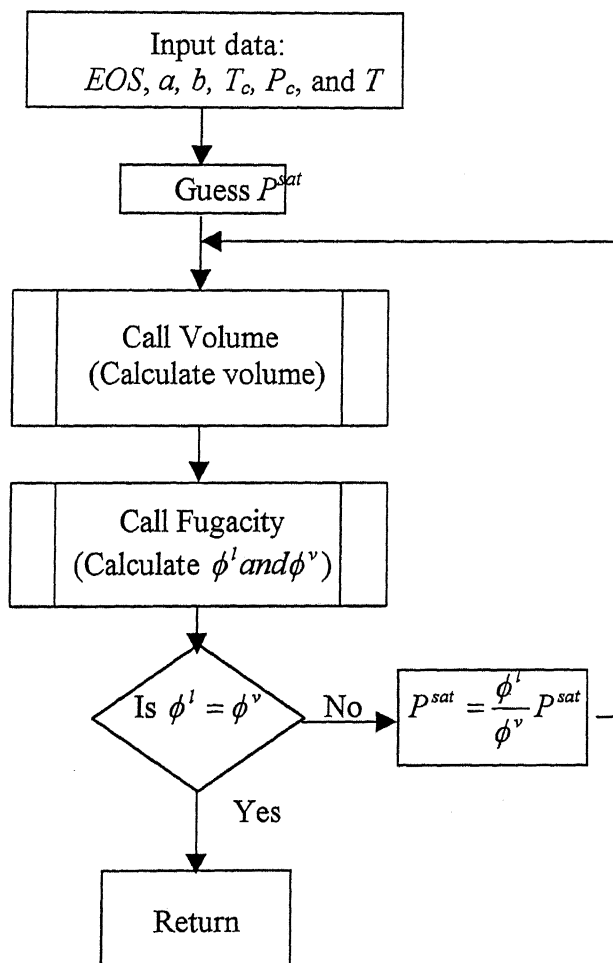 Input data:
EOS, a, b, T_c, P_c, and T
Guess P^sat
Call Volume
(Calculate volume)
Call Fugacity
(Calculate ϕ^l and ϕ^v)
Is ϕ^l = ϕ^v
No
P^sat = ϕ^l/ϕ^v P^sat
Yes
Return